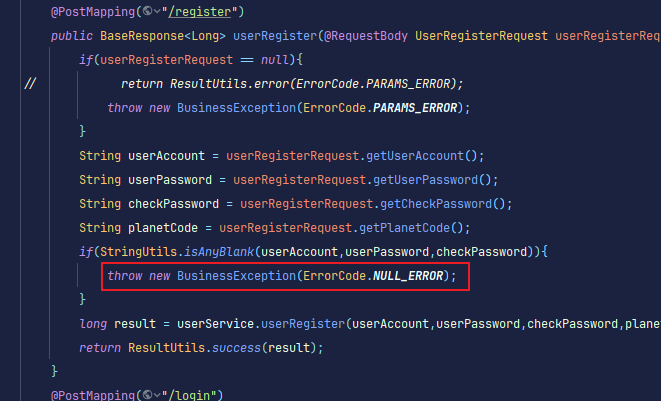 @PostMapping("/register")
public BaseResponse<Long> userRegister(@RequestBody UserRegisterRequest userRegisterReq
if(userRegisterRequest == null){
// return ResultUtils.error(ErrorCode.PARAMS_ERROR);
throw new BusinessException(ErrorCode.PARAMS_ERROR);
}
String userAccount = userRegisterRequest.getUserAccount();
String userPassword = userRegisterRequest.getUserPassword();
String checkPassword = userRegisterRequest.getCheckPassword();
String planetCode = userRegisterRequest.getPlanetCode();
if(StringUtils.isAnyBlank(userAccount,userPassword,checkPassword)){
throw new BusinessException(ErrorCode.NULL_ERROR);
}
long result = userService.userRegister(userAccount,userPassword,checkPassword,plane
return ResultUtils.success(result);
}
@PostMapping("/login")